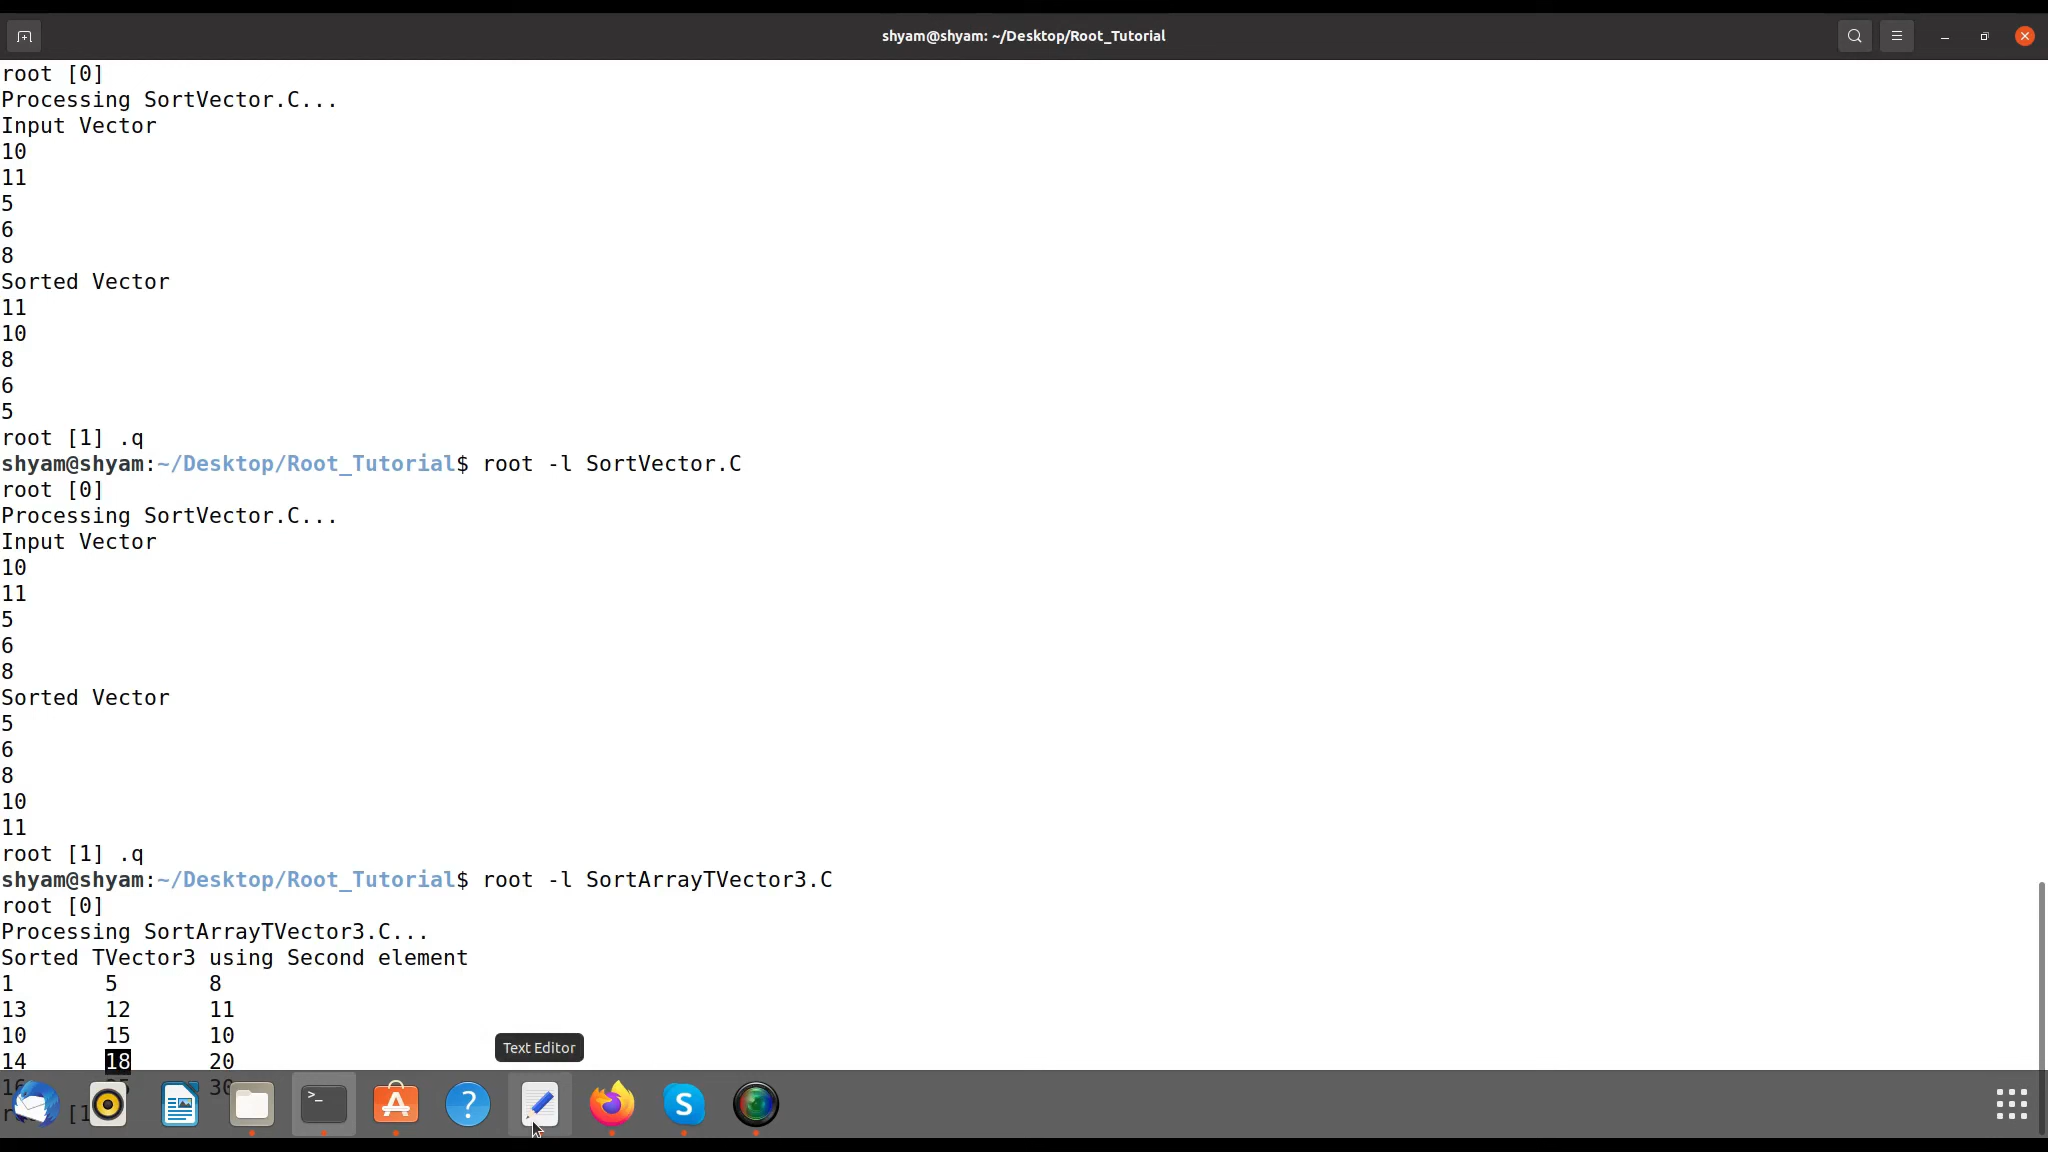 shyam@shyam: ~/Desktop/Root_Tutorial
root [0]
Processing SortVector.C...
Input Vector
10
11
5
6
8
Sorted Vector
11
10
8
6
5
root [1] .q
shyam@shyam:~/Desktop/Root_Tutorial$ root -l SortVector.C
root [0]
Processing SortVector.C...
Input Vector
10
11
5
6
8
Sorted Vector
5
6
8
10
11
root [1] .q
shyam@shyam:~/Desktop/Root_Tutorial$ root -l SortArrayTVector3.C
root [0]
Processing SortArrayTVector3.C...
Sorted TVector3 using Second element
1 5 8
13 12 11
10 15 10
14 18 20
Text Editor